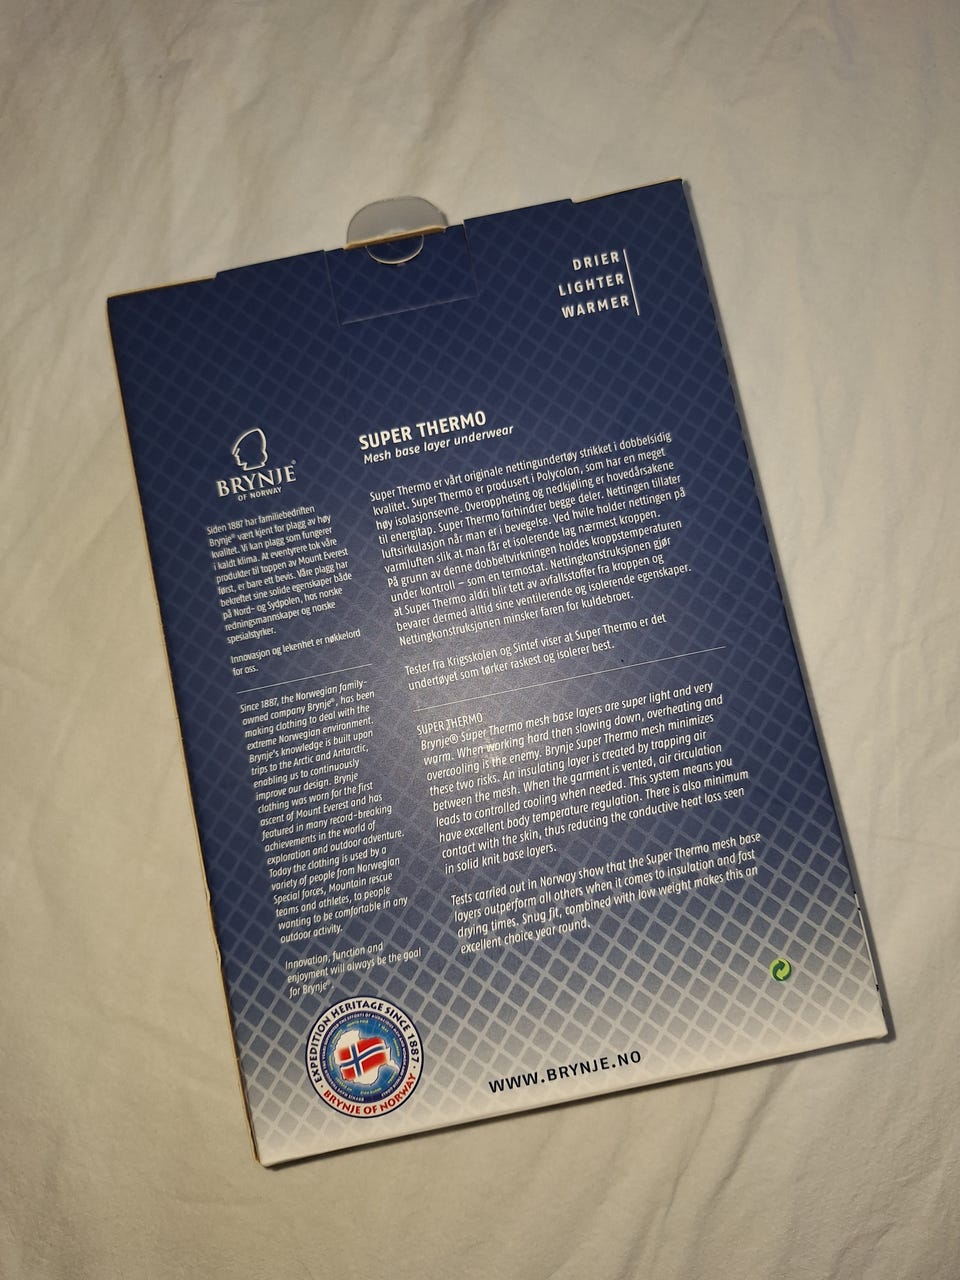 DRIER
LIGHTER
WARMER
SUPER THERMO
Mesh base layer underwear
BRYNJE®
OF NORWAY
Siden 1887 har familiebedriften
Brynje® vært kjent for plagg av høy
kvalitet. Vi kan plagg som fungerer
i kaldt klima. At eventyrere tok våre
produkter til toppen av Mount Everest
først, er bare ett bevis. Våre plagg har
bekreftet sine solide egenskaper både
på Nord- og Sydpolen, hos norske
redningsmannskaper og norske
spesialstyrker.
Innovasjon og lekenhet er nøkkelord
for oss.
Since 1887, the Norwegian family-
owned company Brynje®, has been
making clothing to deal with the
extreme Norwegian environment.
Brynje's knowledge is built upon
trips to the Arctic and Antarctic,
enabling us to continously
improve our design. Brynje
clothing was worn for the first
ascent of Mount Everest and has
featured in many record-breaking
achievements in the world of
exploration and outdoor adventure.
Today the clothing is used by a
variety of people from Norwegian
Special forces, Mountain rescue
teams and athletes, to people
wanting to be comfortable in any
outdoor activity.
Innovation, function and
enjoyment will always be the goal
for Brynje®.
Super Thermo er vårt originale nettingundertøy strikket i dobbelsidig
kvalitet. Super Thermo er produsert i Polycolon, som har en meget
høy isolasjonsevne. Overoppheting og nedkjøling er hovedårsakene
til energitap. Super Thermo forhindrer begge deler. Nettingen tillater
luftsirkulasjon når man er i bevegelse. Ved hvile holder nettingen på
varmluften slik at man får et isolerende lag nærmest kroppen.
På grunn av denne dobbeltvirkningen holdes kroppstemperaturen
under kontroll – som en termostat. Nettingkonstruksjonen gjør
at Super Thermo aldri blir tett av avfallsstoffer fra kroppen og
bevarer dermed alltid sine ventilerende og isolerende egenskaper.
Nettingkonstruksjonen minsker faren for kuldebroer.
Tester fra Krigsskolen og Sintef viser at Super Thermo er det
undertøyet som tørker raskest og isolerer best.
SUPER THERMO
Brynje® Super Thermo mesh base layers are super light and very
warm. When working hard then slowing down, overheating and
overcooling is the enemy. Brynje Super Thermo mesh minimizes
these two risks. An insulating layer is created by trapping air
between the mesh. When the garment is vented, air circulation
leads to controlled cooling when needed. This system means you
have excellent body temperature regulation. There is also minimum
contact with the skin, thus reducing the conductive heat loss seen
in solid knit base layers.
Tests carried out in Norway show that the Super Thermo mesh base
layers outperform all others when it comes to insulation and fast
drying times. Snug fit, combined with low weight makes this an
excellent choice year round.
EXPEDITION HERITAGE SINCE 1887
BRYNJE OF NORWAY
WWW.BRYNJE.NO